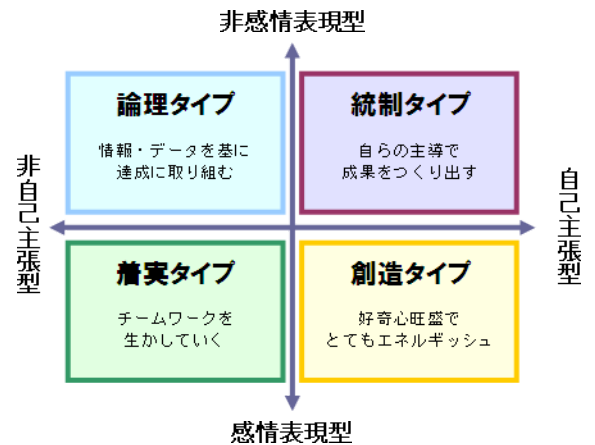 非感情表現型
論理タイプ
情報・データを基に
達成に取り組む
統制タイプ
自らの主導で
成果をつくり出す
非自己主張型
自己主張型
着実タイプ
チームワークを
生かしていく
創造タイプ
好奇心旺盛で
とてもエネルギッシュ
感情表現型